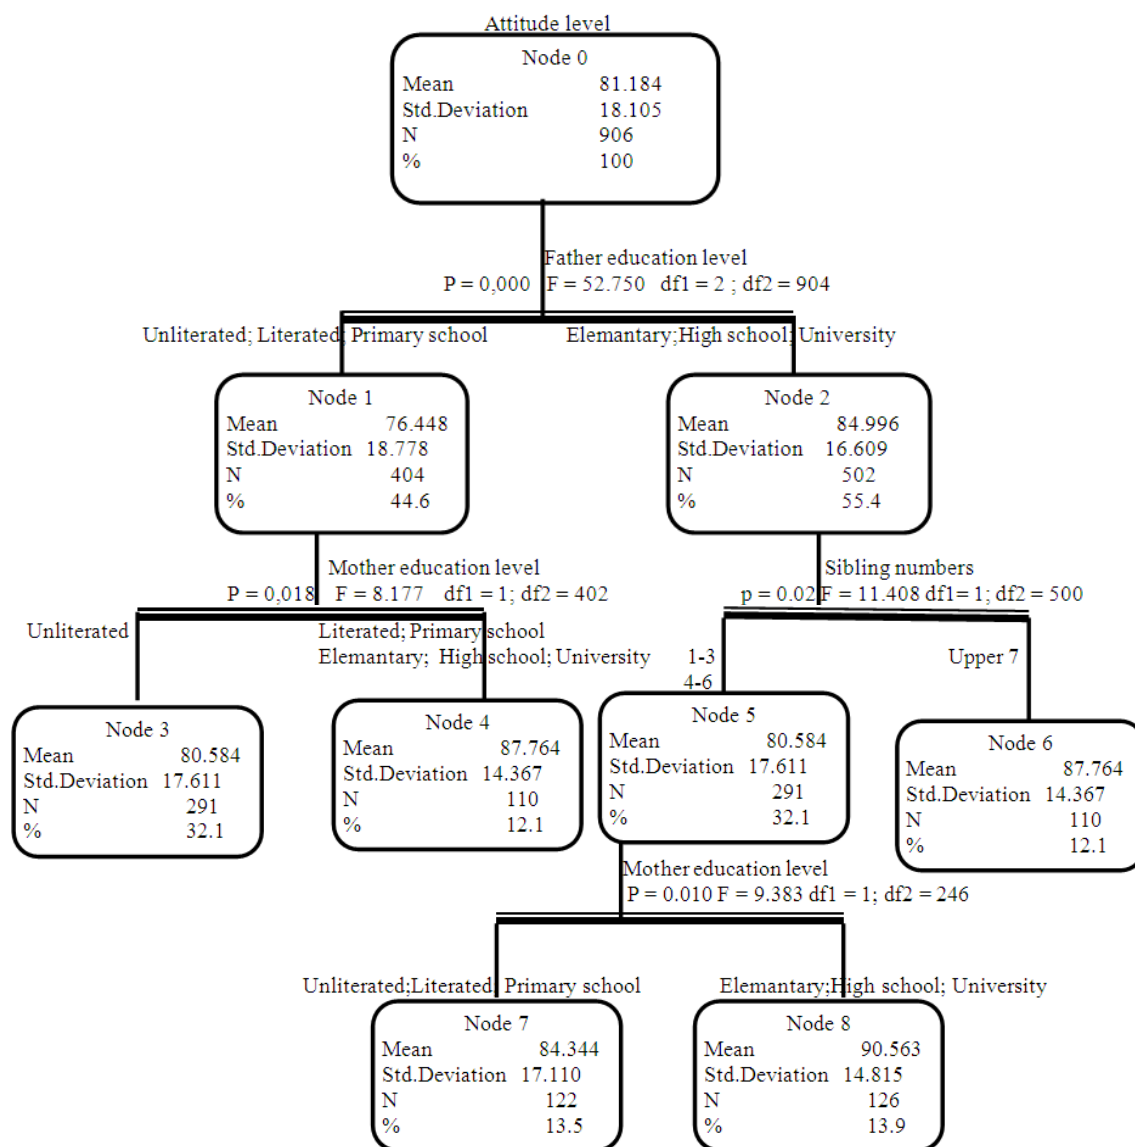 Attitude level
Node 0
Mean 81.184
Std.Deviation 18.105
N 906
% 100
Father education level
P = 0,000 F = 52.750 df1 = 2 ; df2 = 904
Unliterated; Literated; Primary school
Elemantary;High school; University
Node 1
Mean 76.448
Std.Deviation 18.778
N 404
% 44.6
Node 2
Mean 84.996
Std.Deviation 16.609
N 502
% 55.4
Mother education level
P = 0,018 F = 8.177 df1 = 1; df2 = 402
Sibling numbers
p = 0.02 F = 11.408 df1= 1; df2 = 500
Unliterated
Literated; Primary school
Elemantary; High school; University
1-3
4-6
Upper 7
Node 3
Mean 80.584
Std.Deviation 17.611
N 291
% 32.1
Node 4
Mean 87.764
Std.Deviation 14.367
N 110
% 12.1
Node 5
Mean 80.584
Std.Deviation 17.611
N 291
% 32.1
Node 6
Mean 87.764
Std.Deviation 14.367
N 110
% 12.1
Mother education level
P = 0.010 F = 9.383 df1 = 1; df2 = 246
Unliterated;Literated; Primary school
Elemantary;High school; University
Node 7
Mean 84.344
Std.Deviation 17.110
N 122
% 13.5
Node 8
Mean 90.563
Std.Deviation 14.815
N 126
% 13.9